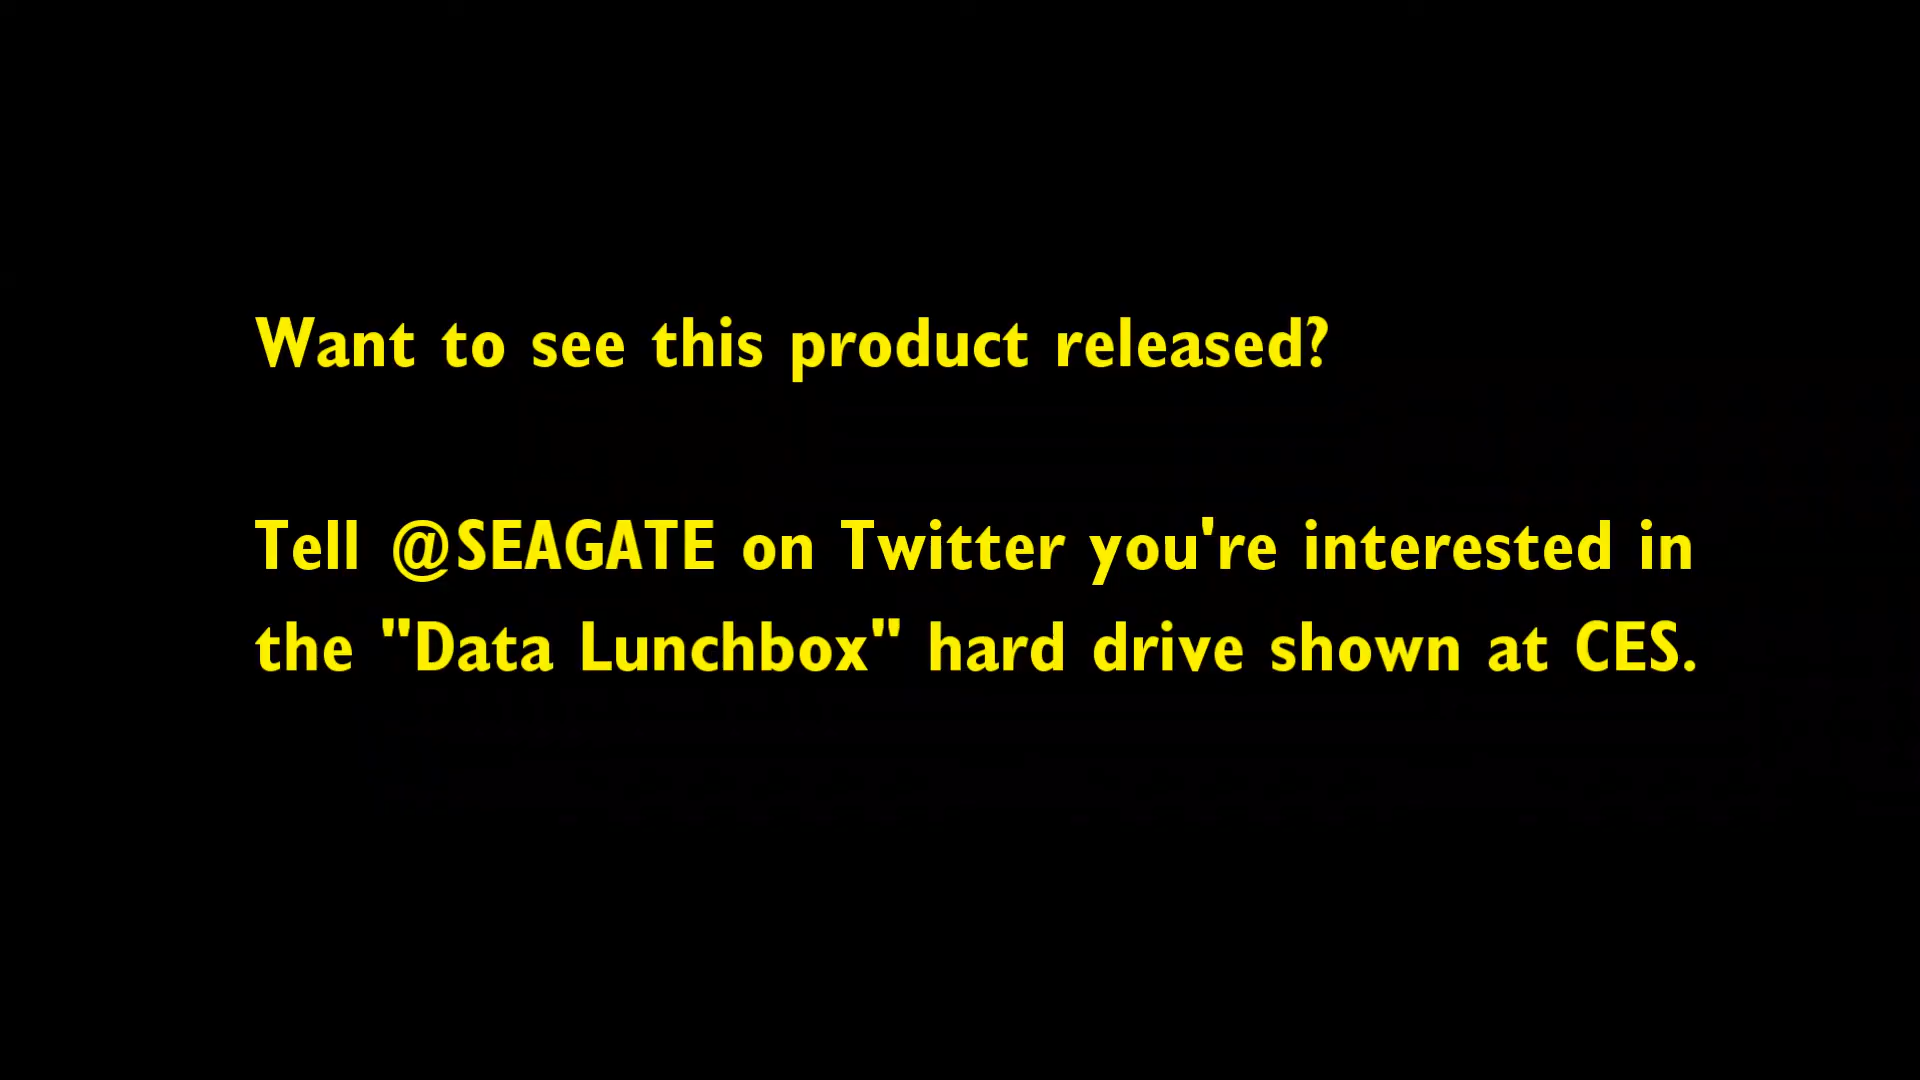 Want to see this product released?
Tell @SEAGATE on Twitter you're interested in
the "Data Lunchbox" hard drive shown at CES.